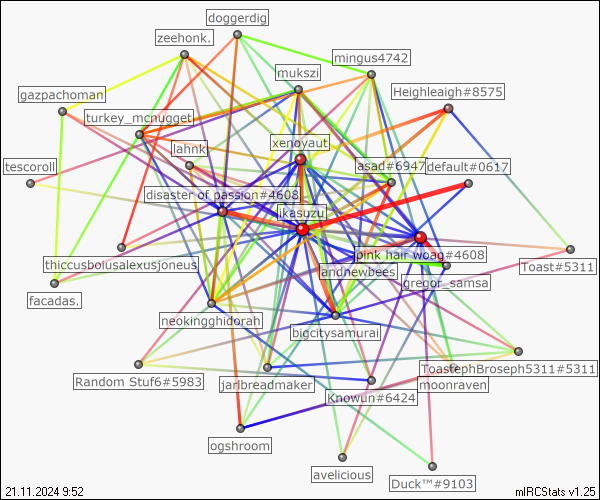 doggerdig
zeehonk.
mingus4742
mukszi
gazpachoman
Heighleaigh#8575
turkey_mcnugget
xenoyaut
lahnk
asad#6947
default#0617
tescoroll
disaster of passion#4608
ikasuzu
pink hair woag#4608
thiccusboiusalexusjoneus
andnewbees
Toast#5311
gregor_samsa
facadas.
neokingghidorah
bigcitysamurai
ToastephBroseph5311#5311
Random Stuf6#5983
jarlbreadmaker
moonraven
Knowun#6424
ogshroom
avelicious
Duck™#9103
21.11.2024 9:52
mIRCStats v1.25